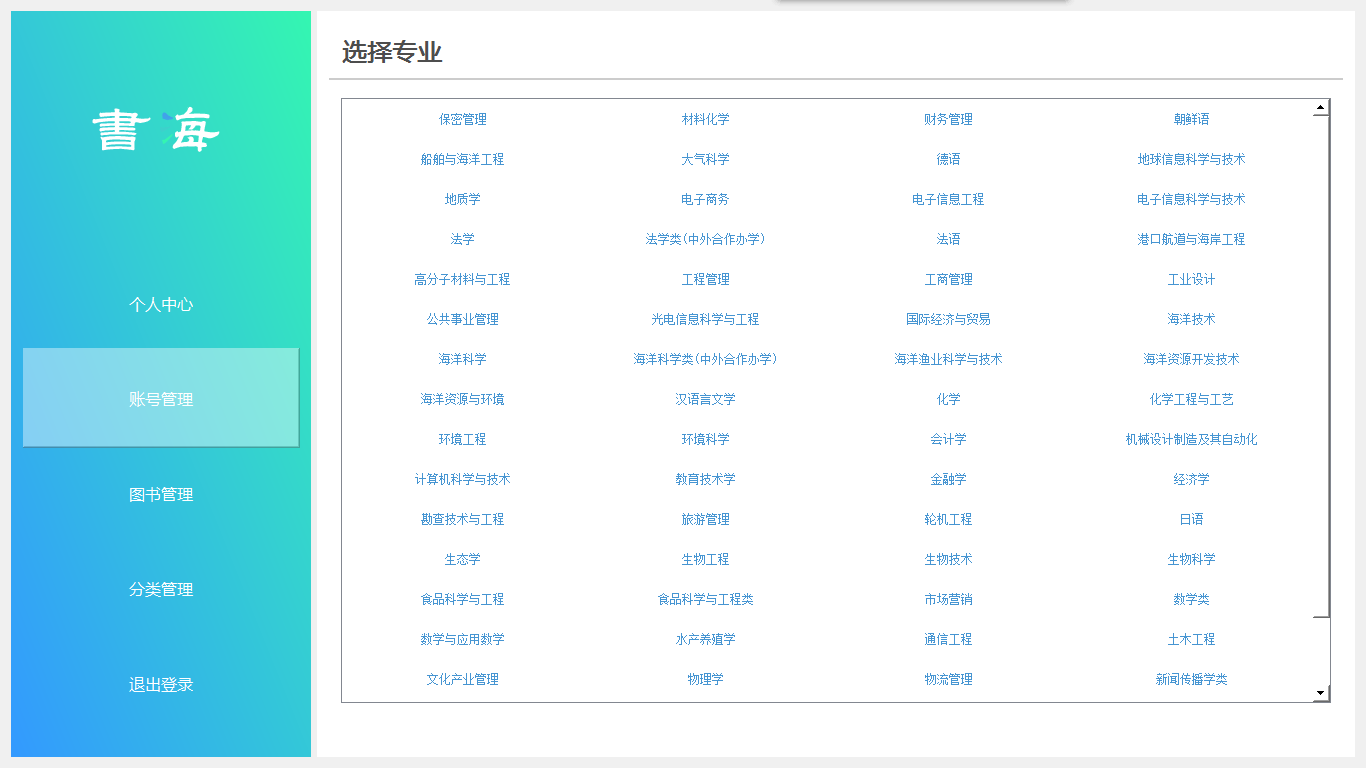 書海
个人中心
账号管理
图书管理
分类管理
退出登录
选择专业
保密管理 材料化学 财务管理 朝鲜语
船舶与海洋工程 大气科学 德语 地球信息科学与技术
地质学 电子商务 电子信息工程 电子信息科学与技术
法学 法学类(中外合作办学) 法语 港口航道与海岸工程
高分子材料与工程 工程管理 工商管理 工业设计
公共事业管理 光电信息科学与工程 国际经济与贸易 海洋技术
海洋科学 海洋科学类(中外合作办学) 海洋渔业科学与技术 海洋资源开发技术
海洋资源与环境 汉语言文学 化学 化学工程与工艺
环境工程 环境科学 会计学 机械设计制造及其自动化
计算机科学与技术 教育技术学 金融学 经济学
勘查技术与工程 旅游管理 轮机工程 日语
生态学 生物工程 生物技术 生物科学
食品科学与工程 食品科学与工程类 市场营销 数学类
数学与应用数学 水产养殖学 通信工程 土木工程
文化产业管理 物理学 物流管理 新闻传播学类